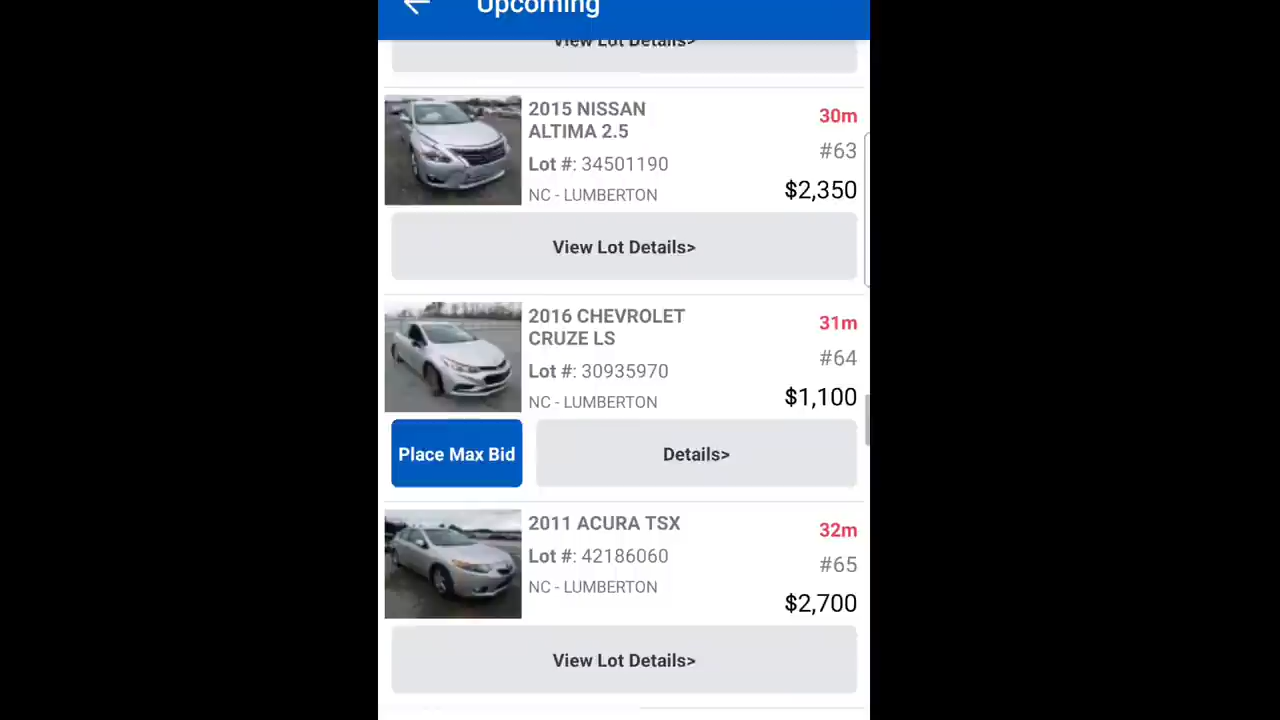 Upcoming
View Lot Details>
2015 NISSAN
ALTIMA 2.5
30m
Lot #: 34501190
#63
NC - LUMBERTON
$2,350
View Lot Details>
2016 CHEVROLET
CRUZE LS
31m
Lot #: 30935970
#64
NC - LUMBERTON
$1,100
Place Max Bid
Details>
2011 ACURA TSX
32m
Lot #: 42186060
#65
NC - LUMBERTON
$2,700
View Lot Details>